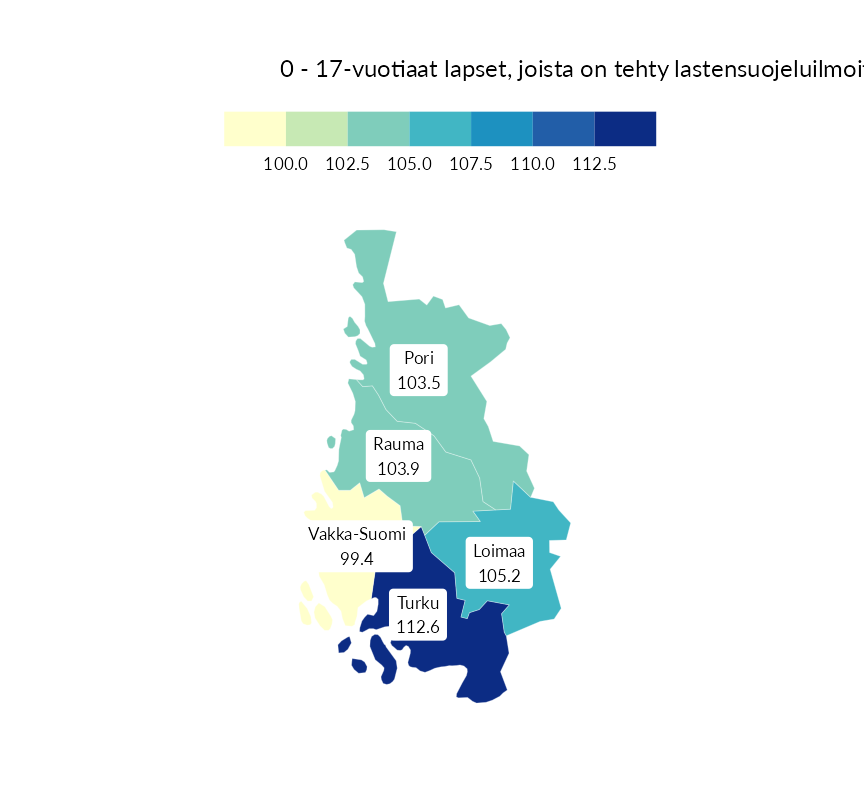 0 - 17-vuotiaat lapset, joista on tehty lastensuojeluilmoi
100.0 102.5 105.0 107.5 110.0 112.5
Pori
103.5
Rauma
103.9
Vakka-Suomi
99.4
Loimaa
105.2
Turku
112.6